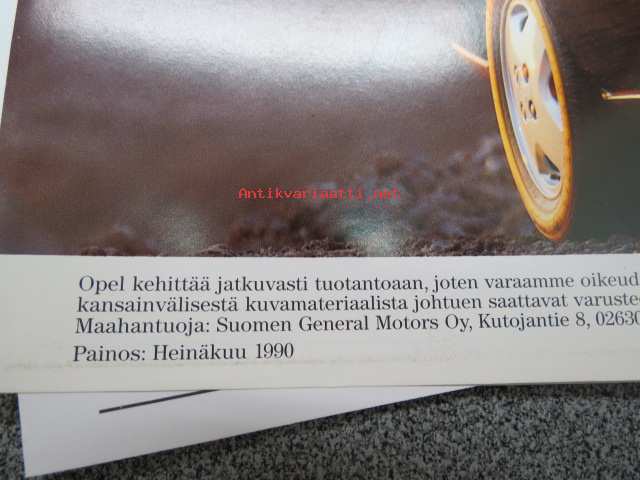 Antikvariaatti.net
Opel kehittää jatkuvasti tuotantoaan, joten varaamme oikeud
kansainvälisestä kuvamateriaalista johtuen saattavat varustee
Maahantuoja: Suomen General Motors Oy, Kutojantie 8, 02630
Painos: Heinäkuu 1990